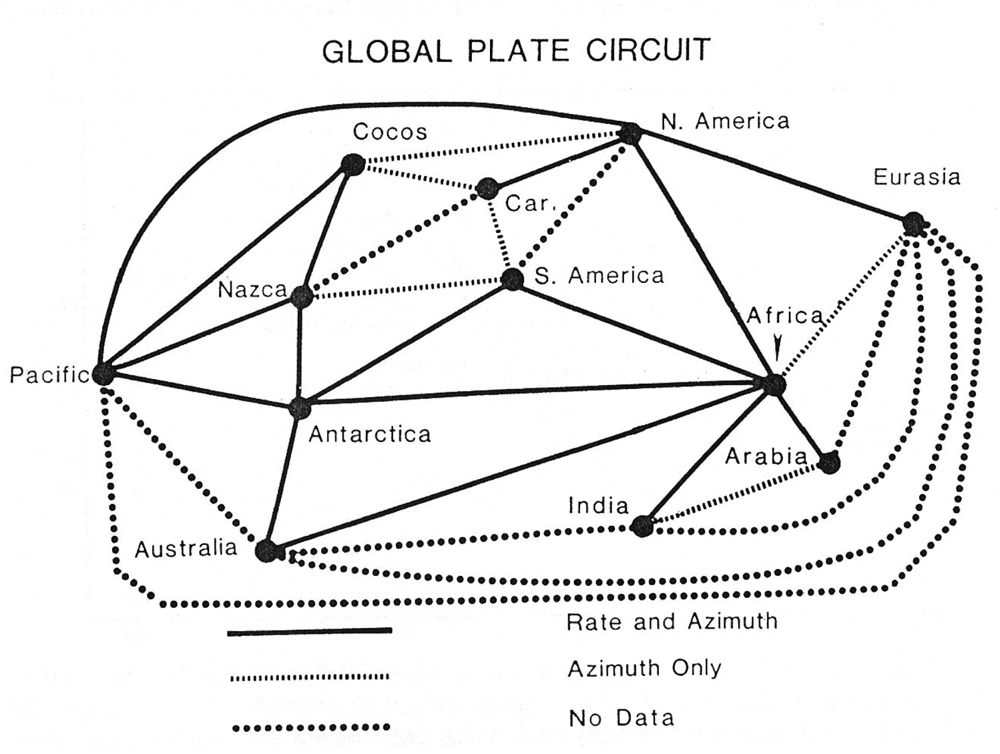 GLOBAL PLATE CIRCUIT
Cocos
N. America
Eurasia
Car.
Nazca
S. America
Africa
Pacific
Antarctica
Arabia
India
Australia
Rate and Azimuth
Azimuth Only
No Data